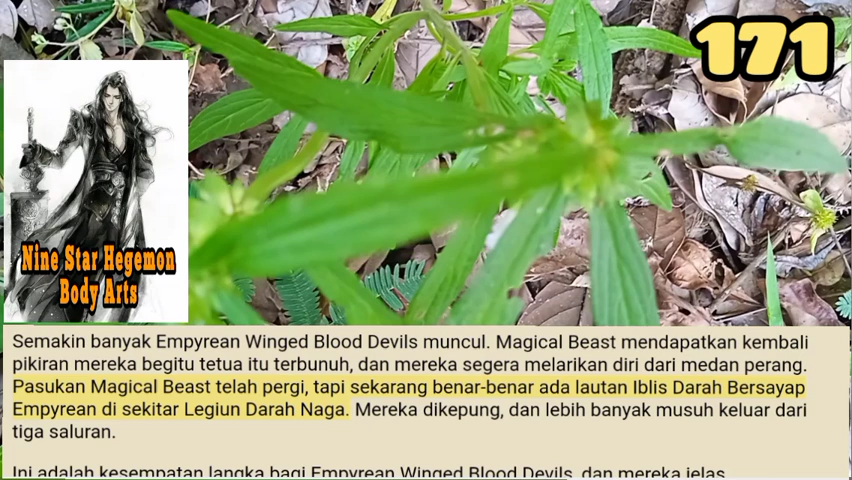 171
Nine Star Hegemon
Body Arts
Semakin banyak Empyrean Winged Blood Devils muncul. Magical Beast mendapatkan kembali
pikiran mereka begitu tetua itu terbunuh, dan mereka segera melarikan diri dari medan perang.
Pasukan Magical Beast telah pergi, tapi sekarang benar-benar ada lautan Iblis Darah Bersayap
Empyrean di sekitar Legiun Darah Naga. Mereka dikepung, dan lebih banyak musuh keluar dari
tiga saluran.
Ini adalah kesempatan langka bagi Empyrean Winged Blood Devils, dan mereka jelas